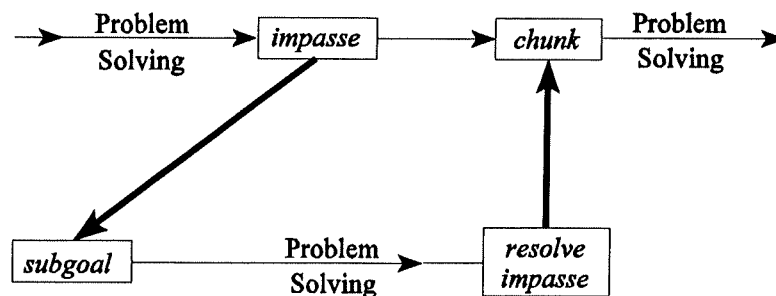 Problem
Solving
impasse
chunk
Problem
Solving
subgoal
Problem
Solving
resolve
impasse